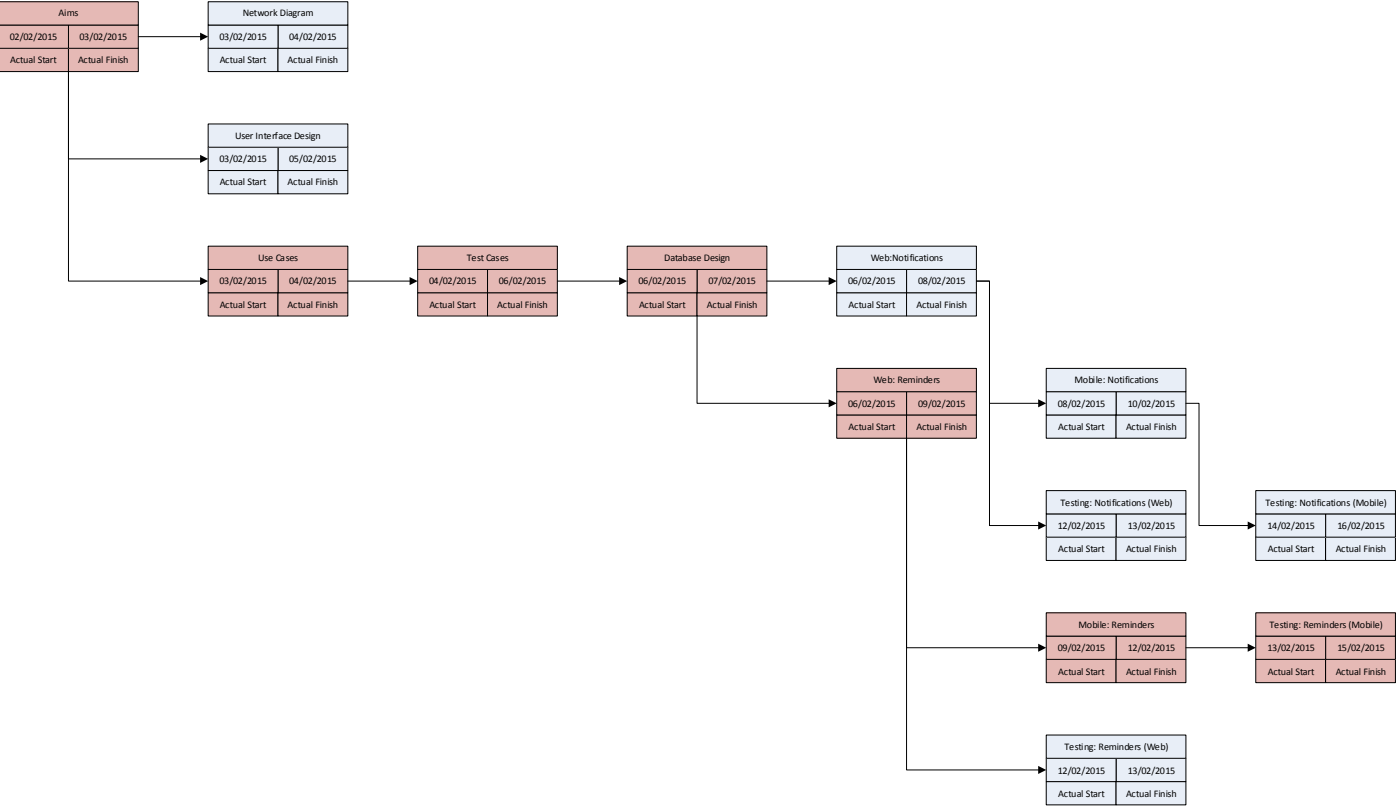 Aims
02/02/2015 03/02/2015
Actual Start Actual Finish
Network Diagram
03/02/2015 04/02/2015
Actual Start Actual Finish
User Interface Design
03/02/2015 05/02/2015
Actual Start Actual Finish
Use Cases
03/02/2015 04/02/2015
Actual Start Actual Finish
Test Cases
04/02/2015 06/02/2015
Actual Start Actual Finish
Database Design
06/02/2015 07/02/2015
Actual Start Actual Finish
Web:Notifications
06/02/2015 08/02/2015
Actual Start Actual Finish
Web: Reminders
06/02/2015 09/02/2015
Actual Start Actual Finish
Mobile: Notifications
08/02/2015 10/02/2015
Actual Start Actual Finish
Testing: Notifications (Web)
12/02/2015 13/02/2015
Actual Start Actual Finish
Testing: Notifications (Mobile)
14/02/2015 16/02/2015
Actual Start Actual Finish
Mobile: Reminders
09/02/2015 12/02/2015
Actual Start Actual Finish
Testing: Reminders (Mobile)
13/02/2015 15/02/2015
Actual Start Actual Finish
Testing: Reminders (Web)
12/02/2015 13/02/2015
Actual Start Actual Finish